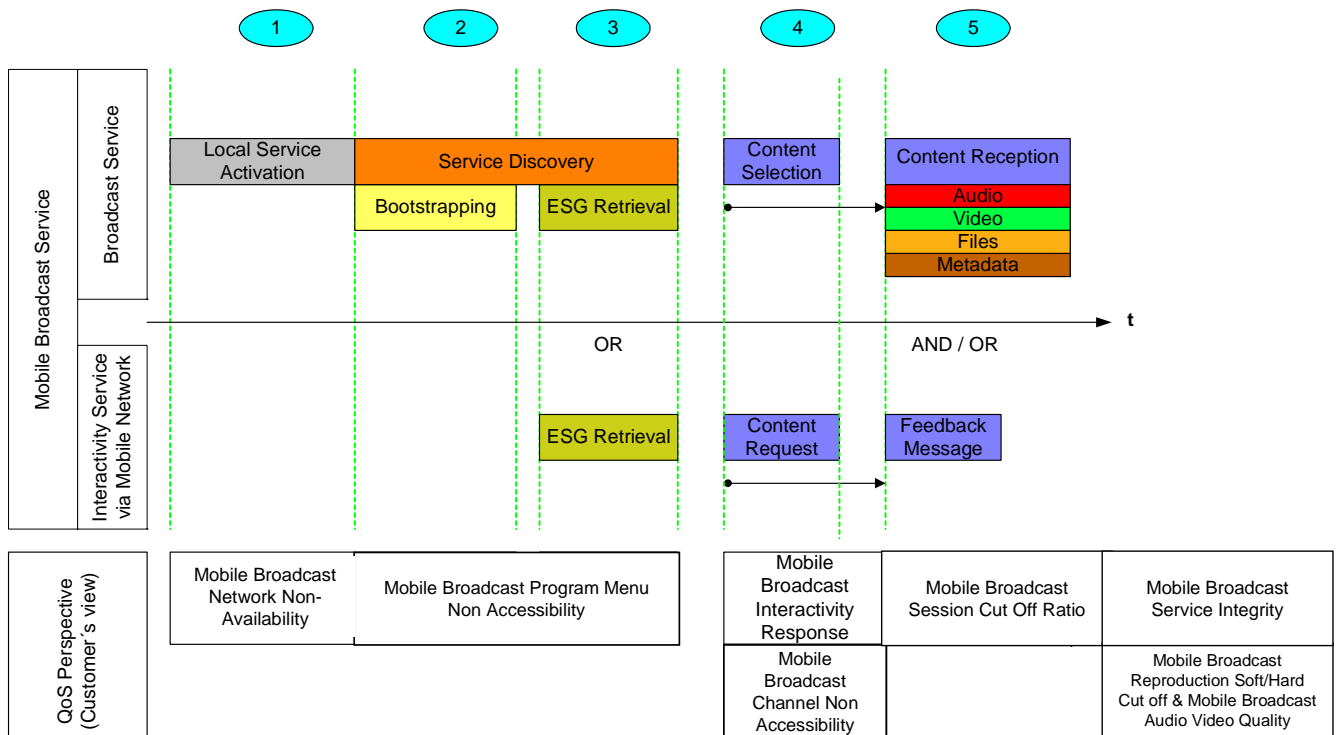 1
2
3
4
5
Mobile Broadcast Service
Broadcast Service
Local Service
Activation
Service Discovery
Bootstrapping
ESG Retrieval
Content
Selection
Content Reception
Audio
Video
Files
Metadata
t
OR
AND / OR
Interactivity Service
via Mobile Network
ESG Retrieval
Content
Request
Feedback
Message
QoS Perspective
(Customer´s view)
Mobile Broadcast
Network Non-
Availability
Mobile Broadcast Program Menu
Non Accessibility
Mobile
Broadcast
Interactivity
Response
Mobile Broadcast
Session Cut Off Ratio
Mobile Broadcast
Service Integrity
Mobile
Broadcast
Channel Non
Accessibility
Mobile Broadcast
Reproduction Soft/Hard
Cut off & Mobile Broadcast
Audio Video Quality